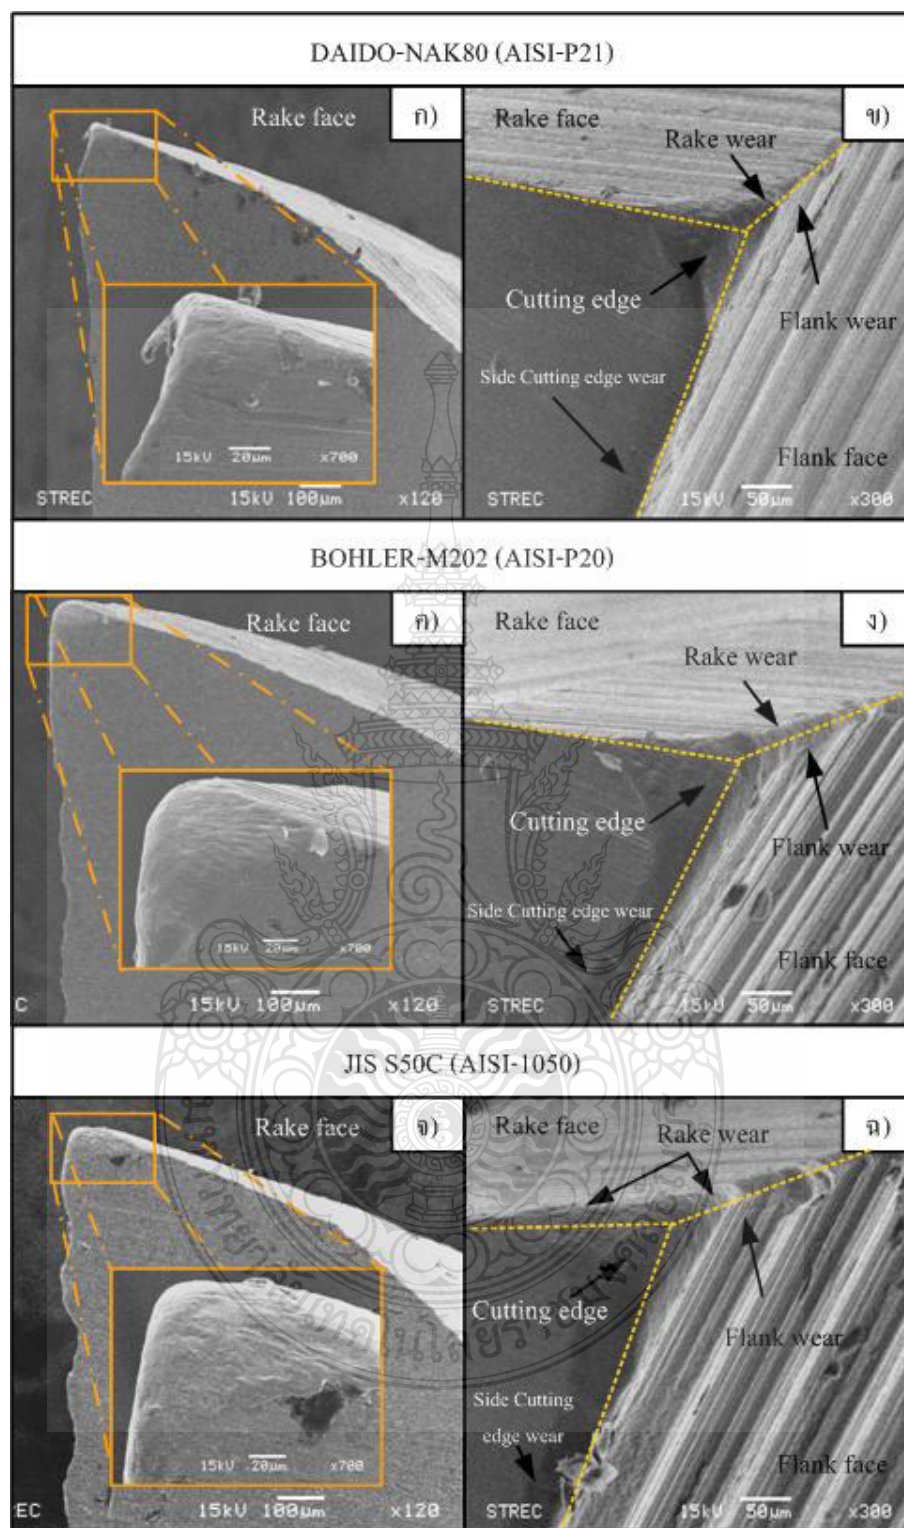 DAIDO-NAK80 (AISI-P21)
Rake face
ก)
15kV 20µm x700
STREC 15kV 100µm x120
Rake face
ข)
Rake wear
Cutting edge
Flank wear
Side Cutting edge wear
Flank face
STREC 15kV 50µm x300
BOHLER-M202 (AISI-P20)
Rake face
ค)
15kV 20µm x700
C 15kV 100µm x120
Rake face
ง)
Rake wear
Cutting edge
Flank wear
Side Cutting edge wear
Flank face
STREC 15kV 50µm x300
JIS S50C (AISI-1050)
Rake face
จ)
15kV 20µm x700
EC 15kV 100µm x120
Rake face
ฉ)
Rake wear
Cutting edge
Flank wear
Side Cutting
edge wear
Flank face
STREC 15kV 50µm x300